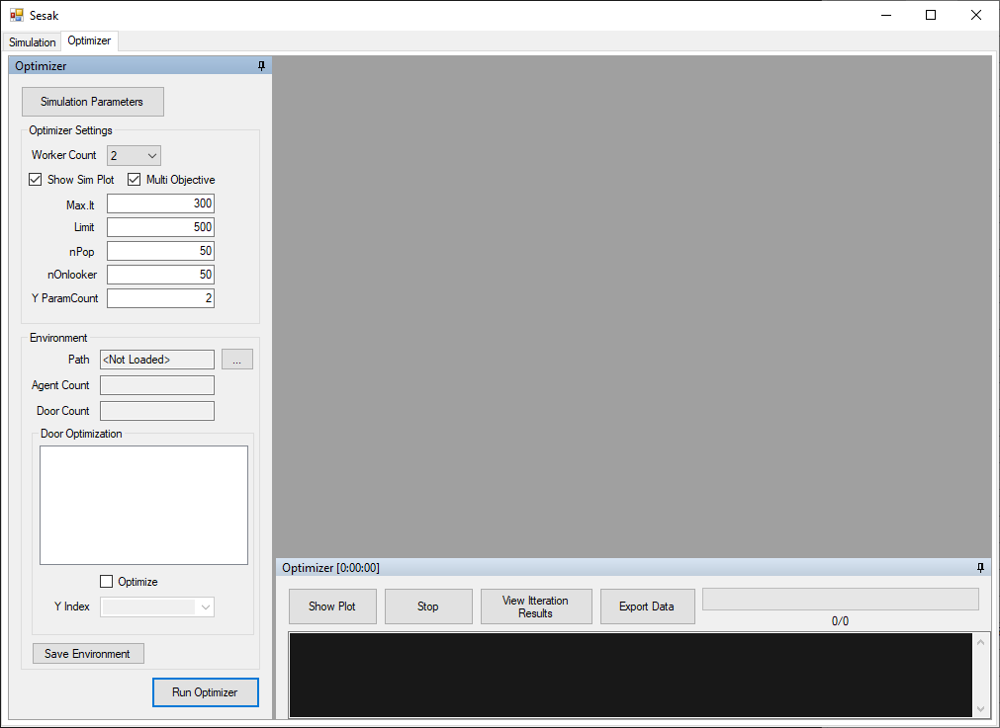 Sesak
Simulation Optimizer
Optimizer
Simulation Parameters
Optimizer Settings
Worker Count 2
Show Sim Plot Multi Objective
Max.It 300
Limit 500
nPop 50
nOnlooker 50
Y ParamCount 2
Environment
Path <Not Loaded> ...
Agent Count
Door Count
Door Optimization
Optimize
Y Index
Save Environment
Run Optimizer
Optimizer [0:00:00]
Show Plot Stop View Itteration Results Export Data
0/0